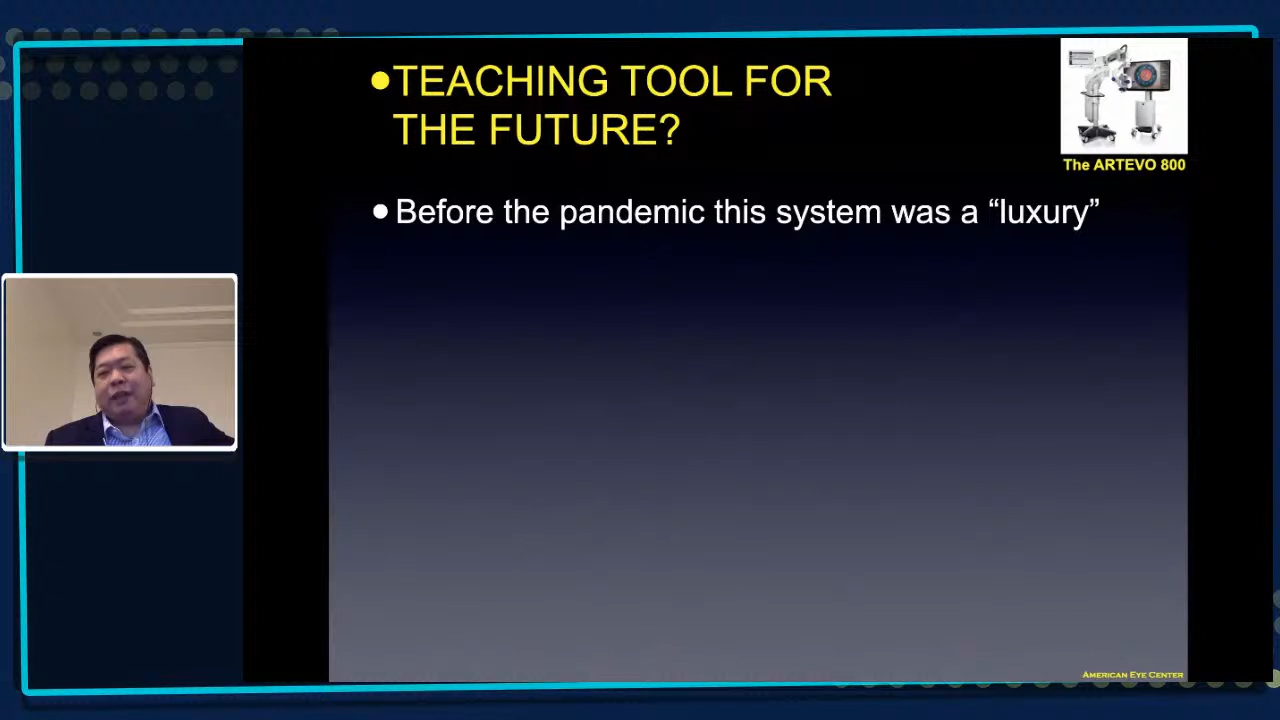 •TEACHING TOOL FOR
THE FUTURE?
The ARTEVO 800
•Before the pandemic this system was a “luxury”
American Eye Center